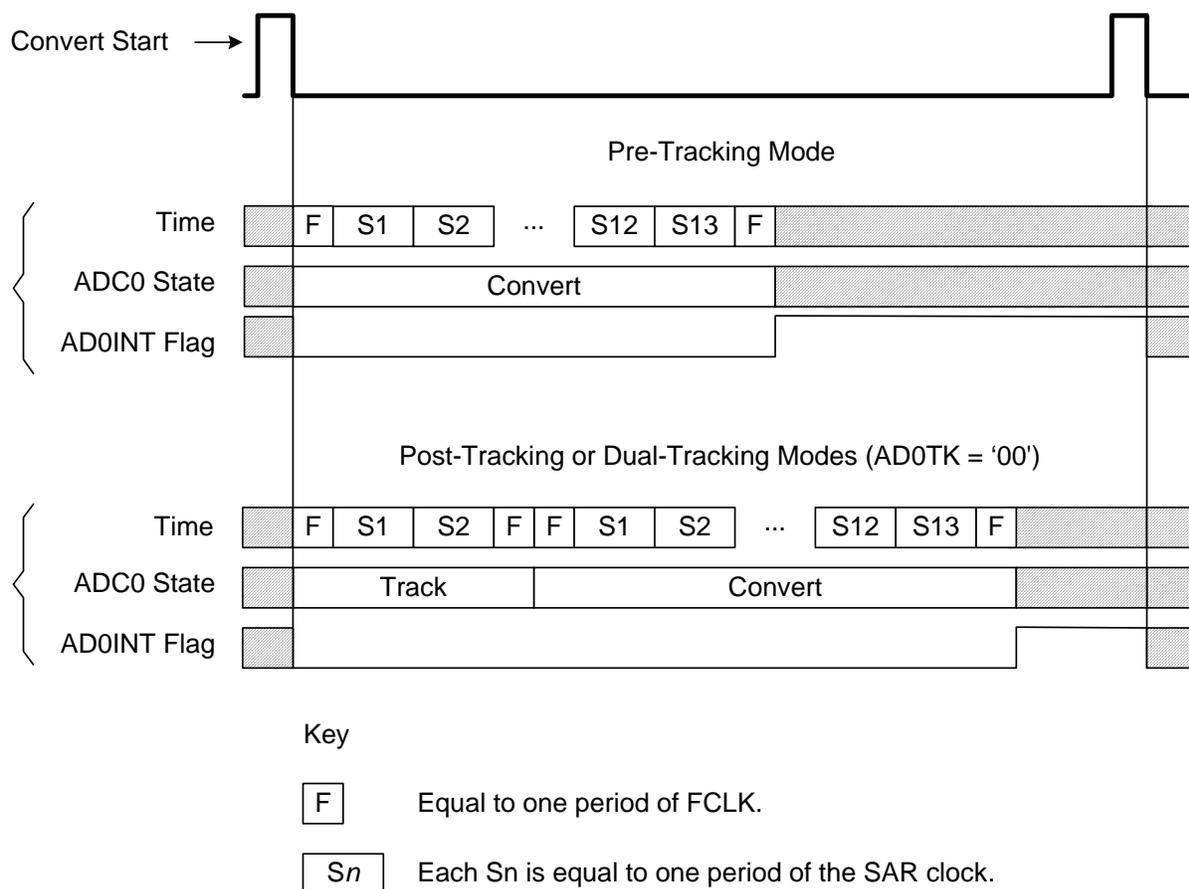 Convert Start
Pre-Tracking Mode
Time F S1 S2 ... S12 S13 F
ADC0 State Convert
AD0INT Flag
Post-Tracking or Dual-Tracking Modes (AD0TK = ‘00')
Time F S1 S2 F F S1 S2 ... S12 S13 F
ADC0 State Track Convert
AD0INT Flag
Key
F Equal to one period of FCLK.
Sn Each Sn is equal to one period of the SAR clock.